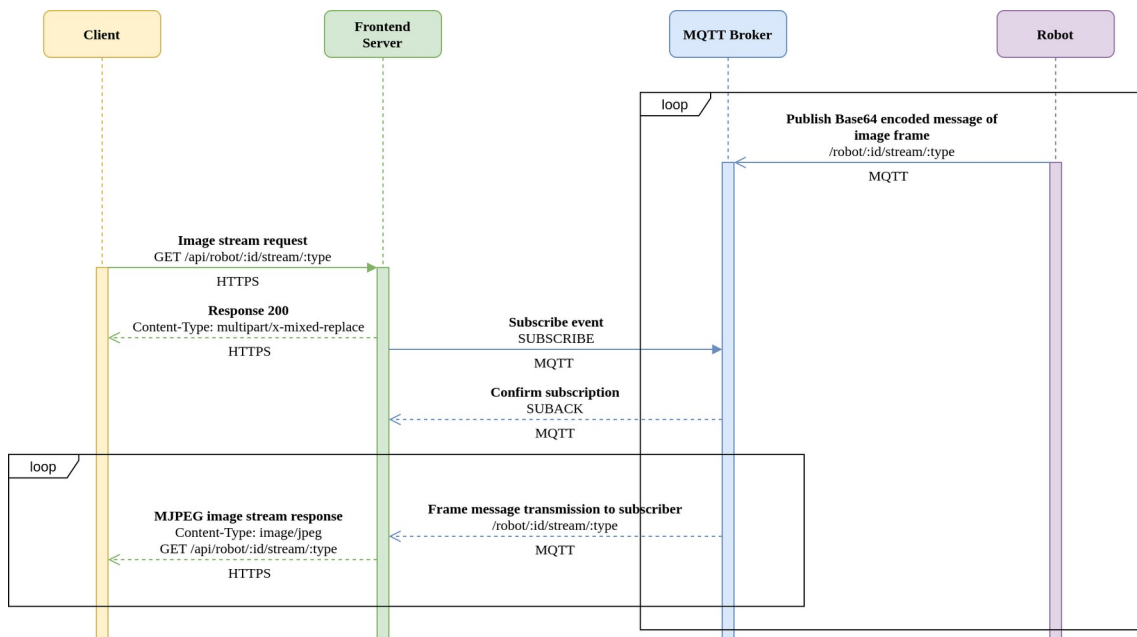 Client
Frontend
Server
MQTT Broker
Robot
loop
Publish Base64 encoded message of
image frame
/robot/:id/stream/:type
MQTT
Image stream request
GET /api/robot/:id/stream/:type
HTTPS
Response 200
Content-Type: multipart/x-mixed-replace
HTTPS
Subscribe event
SUBSCRIBE
MQTT
Confirm subscription
SUBACK
MQTT
loop
Frame message transmission to subscriber
/robot/:id/stream/:type
MQTT
MJPEG image stream response
Content-Type: image/jpeg
GET /api/robot/:id/stream/:type
HTTPS